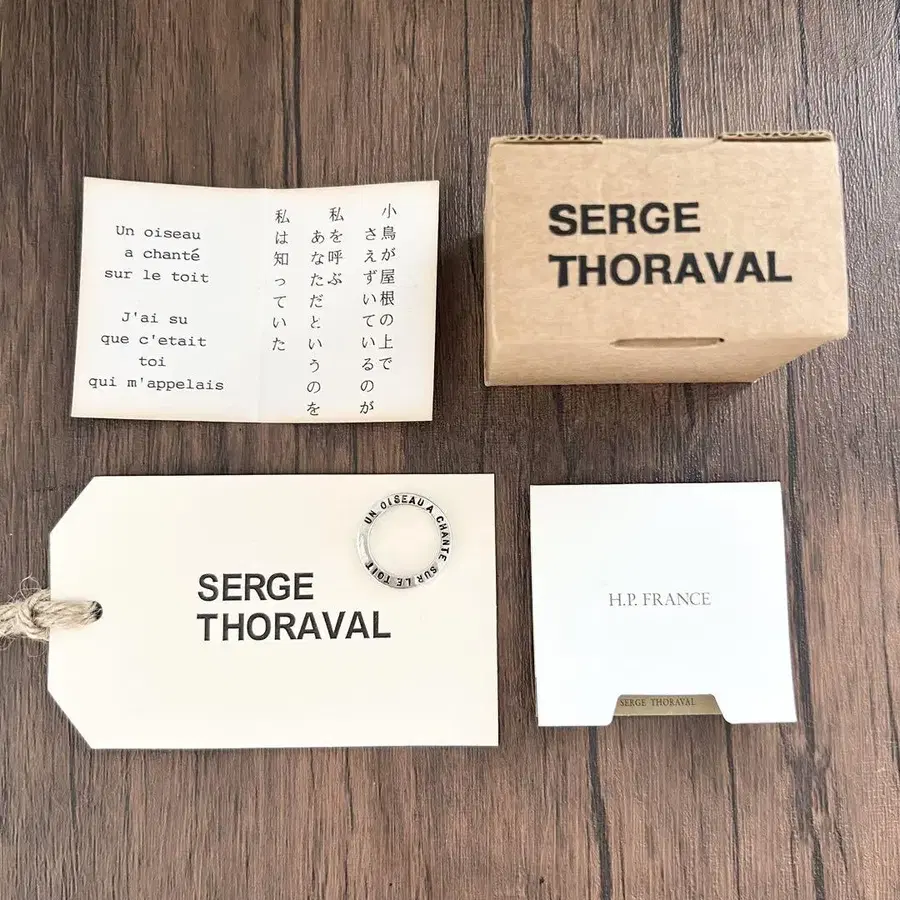 Un oiseau
a chanté
sur le toit
J'ai su
que c'etait
toi
qui m'appelais
小鳥が屋根の上で
さえずいているのが
私を呼ぶ
あなただというのを
私は知っていた
SERGE
THORAVAL
SERGE
THORAVAL
UN OISEAU A CHANTE SUR LE TOIT
H.P. FRANCE
SERGE THORAVAL